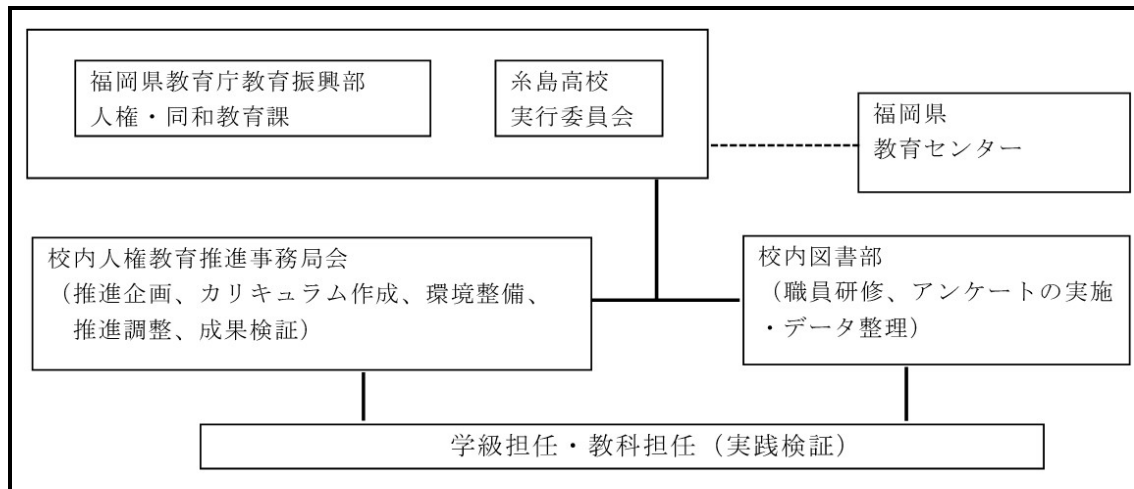 福岡県教育庁教育振興部
人権・同和教育課
糸島高校
実行委員会
福岡県
教育センター
校内人権教育推進事務局会
（推進企画、カリキュラム作成、環境整備、
推進調整、成果検証）
校内図書部
（職員研修、アンケートの実施
・データ整理）
学級担任・教科担任（実践検証）